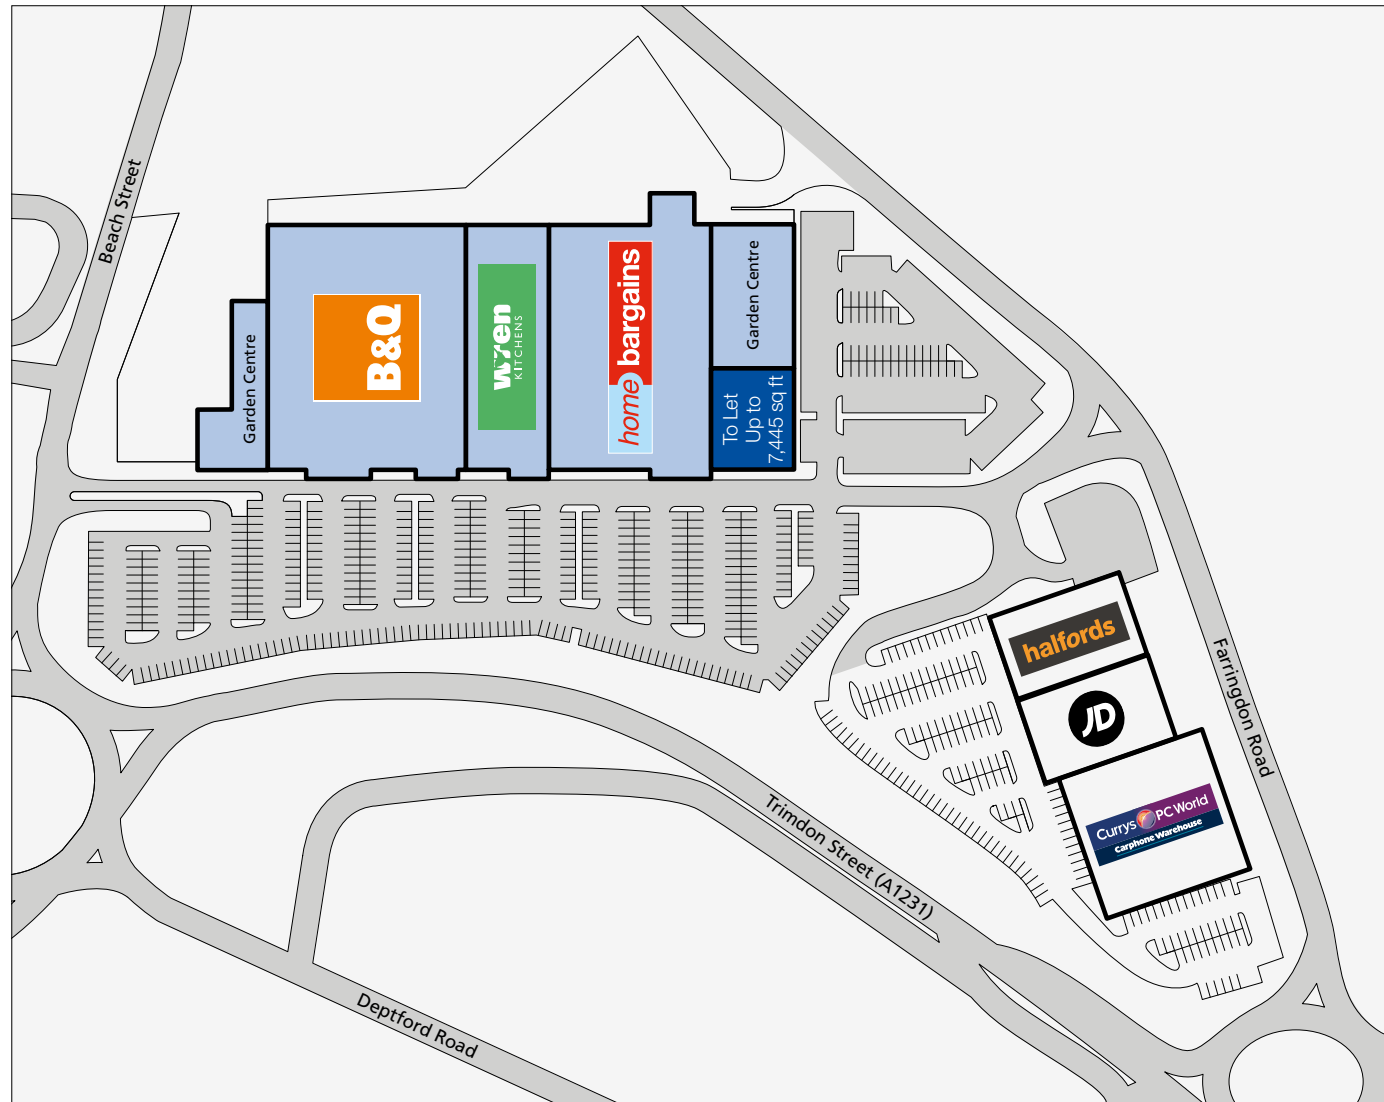 Beach Street
Garden Centre
B&Q
wren
KITCHENS
home bargains
Garden Centre
To Let
Up to
7,445 sq ft
halfords
JD
Currys PC World
Carphone Warehouse
Farringdon Road
Trimdon Street (A1231)
Deptford Road